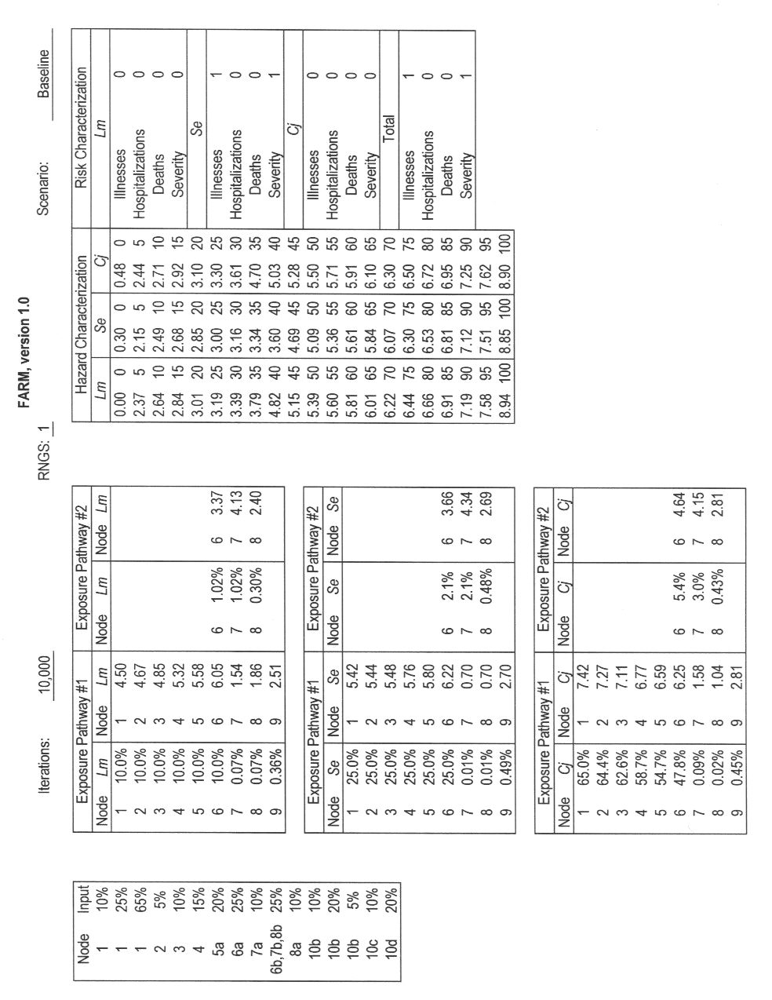 FARM, version 1.0
Iterations: 10,000 RNGS: 1 Scenario: Baseline
Node Input
1 10%
1 25%
1 65%
2 5%
3 10%
4 15%
5a 20%
6a 25%
7a 10%
6b,7b,8b 25%
8a 10%
10b 10%
10b 20%
10b 5%
10c 10%
10d 20%
Exposure Pathway #1 Exposure Pathway #2
Node Lm Node Lm Node Lm Node Lm
1 10.0% 1 4.50
2 10.0% 2 4.67
3 10.0% 3 4.85
4 10.0% 4 5.32
5 10.0% 5 5.58
6 10.0% 6 6.05 6 1.02% 6 3.37
7 0.07% 7 1.54 7 1.02% 7 4.13
8 0.07% 8 1.86 8 0.30% 8 2.40
9 0.36% 9 2.51
Exposure Pathway #1 Exposure Pathway #2
Node Se Node Se Node Se Node Se
1 25.0% 1 5.42
2 25.0% 2 5.44
3 25.0% 3 5.48
4 25.0% 4 5.76
5 25.0% 5 5.80
6 25.0% 6 6.22 6 2.1% 6 3.66
7 0.01% 7 0.70 7 2.1% 7 4.34
8 0.01% 8 0.70 8 0.48% 8 2.69
9 0.49% 9 2.70
Exposure Pathway #1 Exposure Pathway #2
Node Cj Node Cj Node Cj Node Cj
1 65.0% 1 7.42
2 64.4% 2 7.27
3 62.6% 3 7.11
4 58.7% 4 6.77
5 54.7% 5 6.59
6 47.8% 6 6.25 6 5.4% 6 4.64
7 0.09% 7 1.58 7 3.0% 7 4.15
8 0.02% 8 1.04 8 0.43% 8 2.81
9 0.45% 9 2.81
Hazard Characterization
Lm Se Cj
0.00 0 0.30 0 0.48 0
2.37 5 2.15 5 2.44 5
2.64 10 2.49 10 2.71 10
2.84 15 2.68 15 2.92 15
3.01 20 2.85 20 3.10 20
3.19 25 3.00 25 3.30 25
3.39 30 3.16 30 3.61 30
3.79 35 3.34 35 4.70 35
4.82 40 3.60 40 5.03 40
5.15 45 4.69 45 5.28 45
5.39 50 5.09 50 5.50 50
5.60 55 5.36 55 5.71 55
5.81 60 5.61 60 5.91 60
6.01 65 5.84 65 6.10 65
6.22 70 6.07 70 6.30 70
6.44 75 6.30 75 6.50 75
6.66 80 6.53 80 6.72 80
6.91 85 6.81 85 6.95 85
7.19 90 7.12 90 7.25 90
7.58 95 7.51 95 7.62 95
8.94 100 8.85 100 8.90 100
Risk Characterization
Lm
Illnesses 0
Hospitalizations 0
Deaths 0
Severity 0
Se
Illnesses 1
Hospitalizations 0
Deaths 0
Severity 1
Cj
Illnesses 0
Hospitalizations 0
Deaths 0
Severity 0
Total
Illnesses 1
Hospitalizations 0
Deaths 0
Severity 1